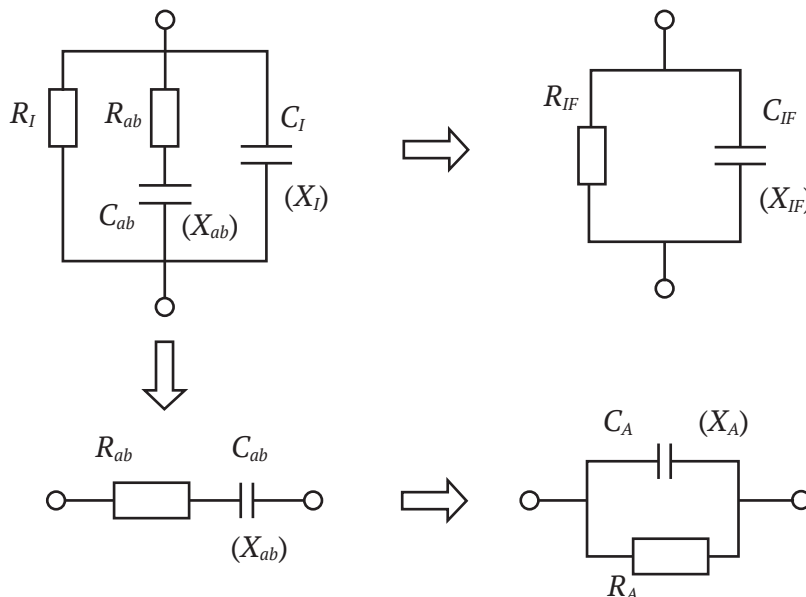 R_I
R_ab
C_I
(X_I)
C_ab
(X_ab)
R_IF
C_IF
(X_IF)
R_ab
C_ab
(X_ab)
C_A
(X_A)
R_A